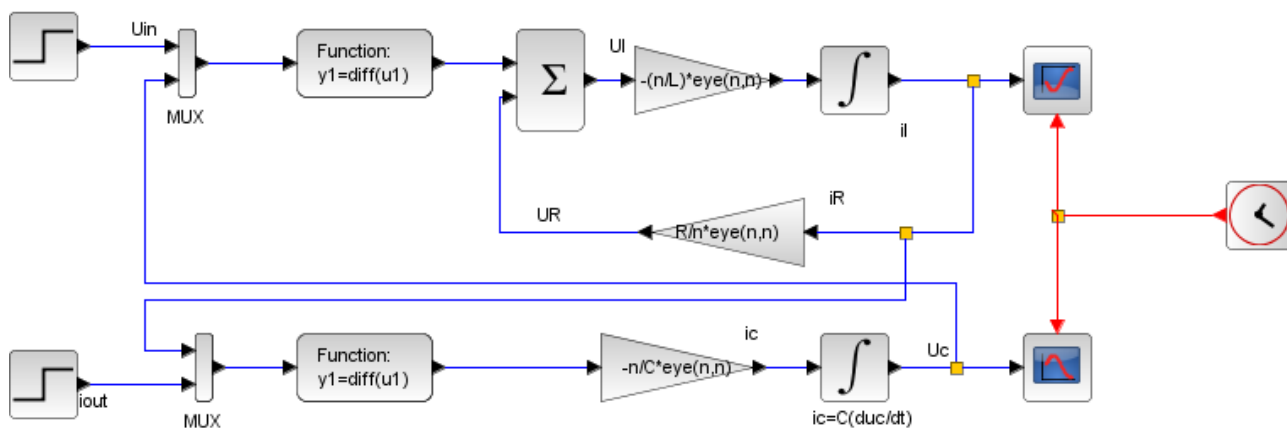 Uin
MUX
Function:
y1=diff(u1)
Σ
UI
-(n/L)*eye(n,n)
∫
il
UR
R/n*eye(n,n)
iR
iout
MUX
Function:
y1=diff(u1)
-n/C*eye(n,n)
ic
∫
ic=C(duc/dt)
Uc